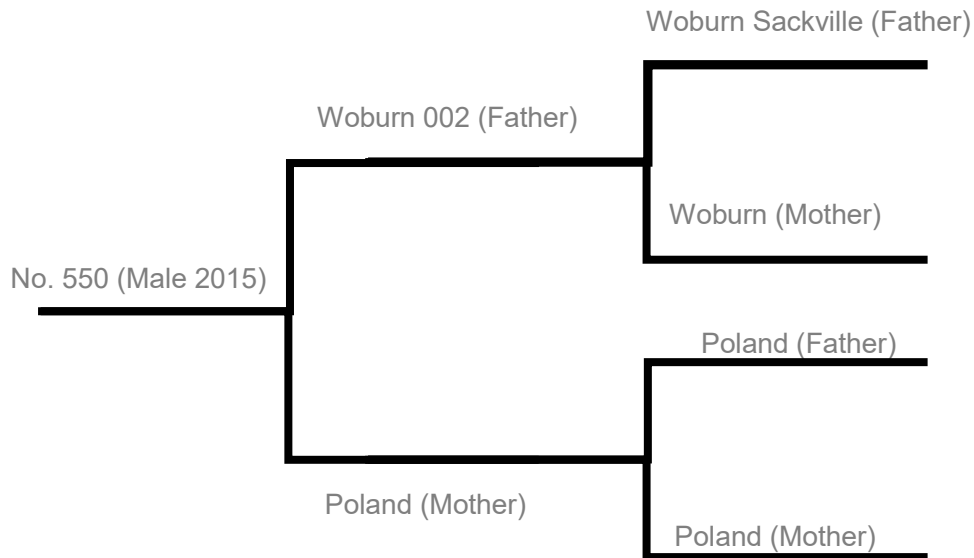 Woburn Sackville (Father)
Woburn 002 (Father)
Woburn (Mother)
No. 550 (Male 2015)
Poland (Father)
Poland (Mother)
Poland (Mother)